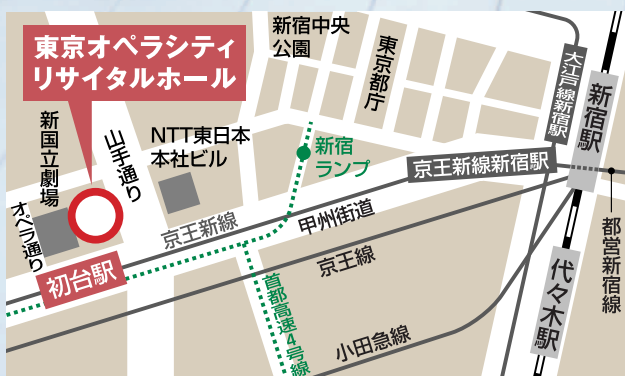 東京オペラシティ
リサイタルホール
新宿中央
公園
東京都庁
大江戸線新宿駅
新宿駅
新国立劇場
山手通り
NTT東日本
本社ビル
新宿
ランプ
京王新線新宿駅
オペラ通り
京王新線
甲州街道
都営新宿線
初台駅
京王線
首都高速4号線
代々木駅
小田急線